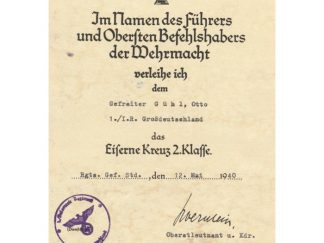 Im Namen des Führers
und Obersten Befehlshabers
der Wehrmacht
verleihe ich
dem
Gefreiter Gühl, Otto
1./I.R. Großdeutschland
das
Eiserne Kreuz 2. Klasse.
Rgts. Gef. Std., den 12. Mai 1940
Oberstleutnant u. Kdr.